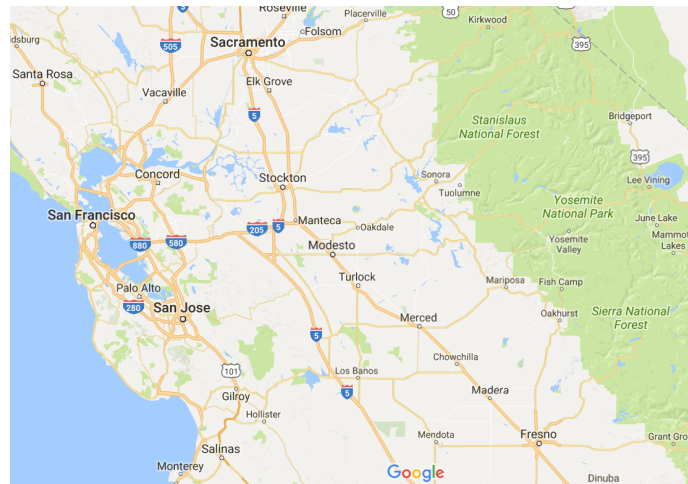 Roseville
Placerville
50
Kirkwood
ldsburg
505
Sacramento
Folsom
395
Santa Rosa
Elk Grove
Vacaville
5
Stanislaus
National Forest
Bridgeport
395
Concord
Stockton
Sonora
Tuolumne
Lee Vining
Yosemite
National Park
San Francisco
Manteca
Oakdale
June Lake
880
580
205
5
Modesto
Yosemite
Valley
Mammot
Lakes
Palo Alto
Turlock
Mariposa
Fish Camp
280
San Jose
Merced
Oakhurst
Sierra National
Forest
5
Chowchilla
101
Los Banos
Gilroy
5
Madera
Hollister
Mendota
Fresno
Grant Gro
Salinas
Monterey
Google
Dinuba